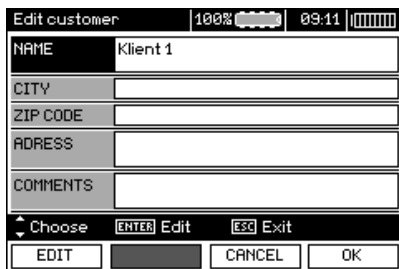 Edit customer 100% 09:11
NAME Klient 1
CITY
ZIP CODE
ADRESS
COMMENTS
Choose ENTER Edit ESC Exit
EDIT CANCEL OK